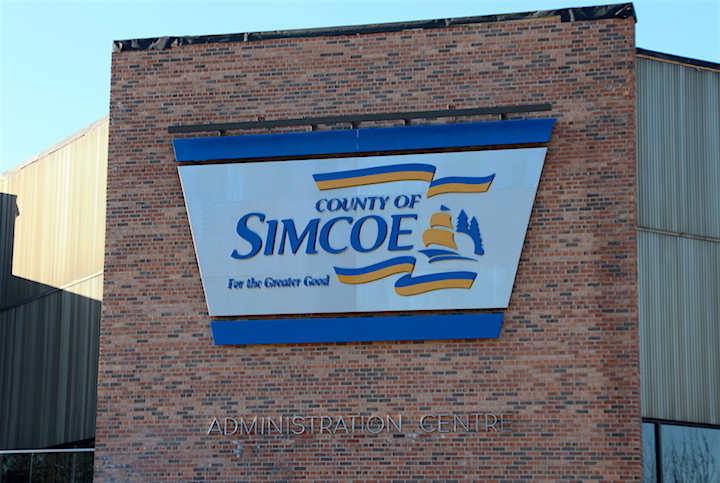 COUNTY OF
SIMCOE
For the Greater Good
ADMINISTRATION CENTRE